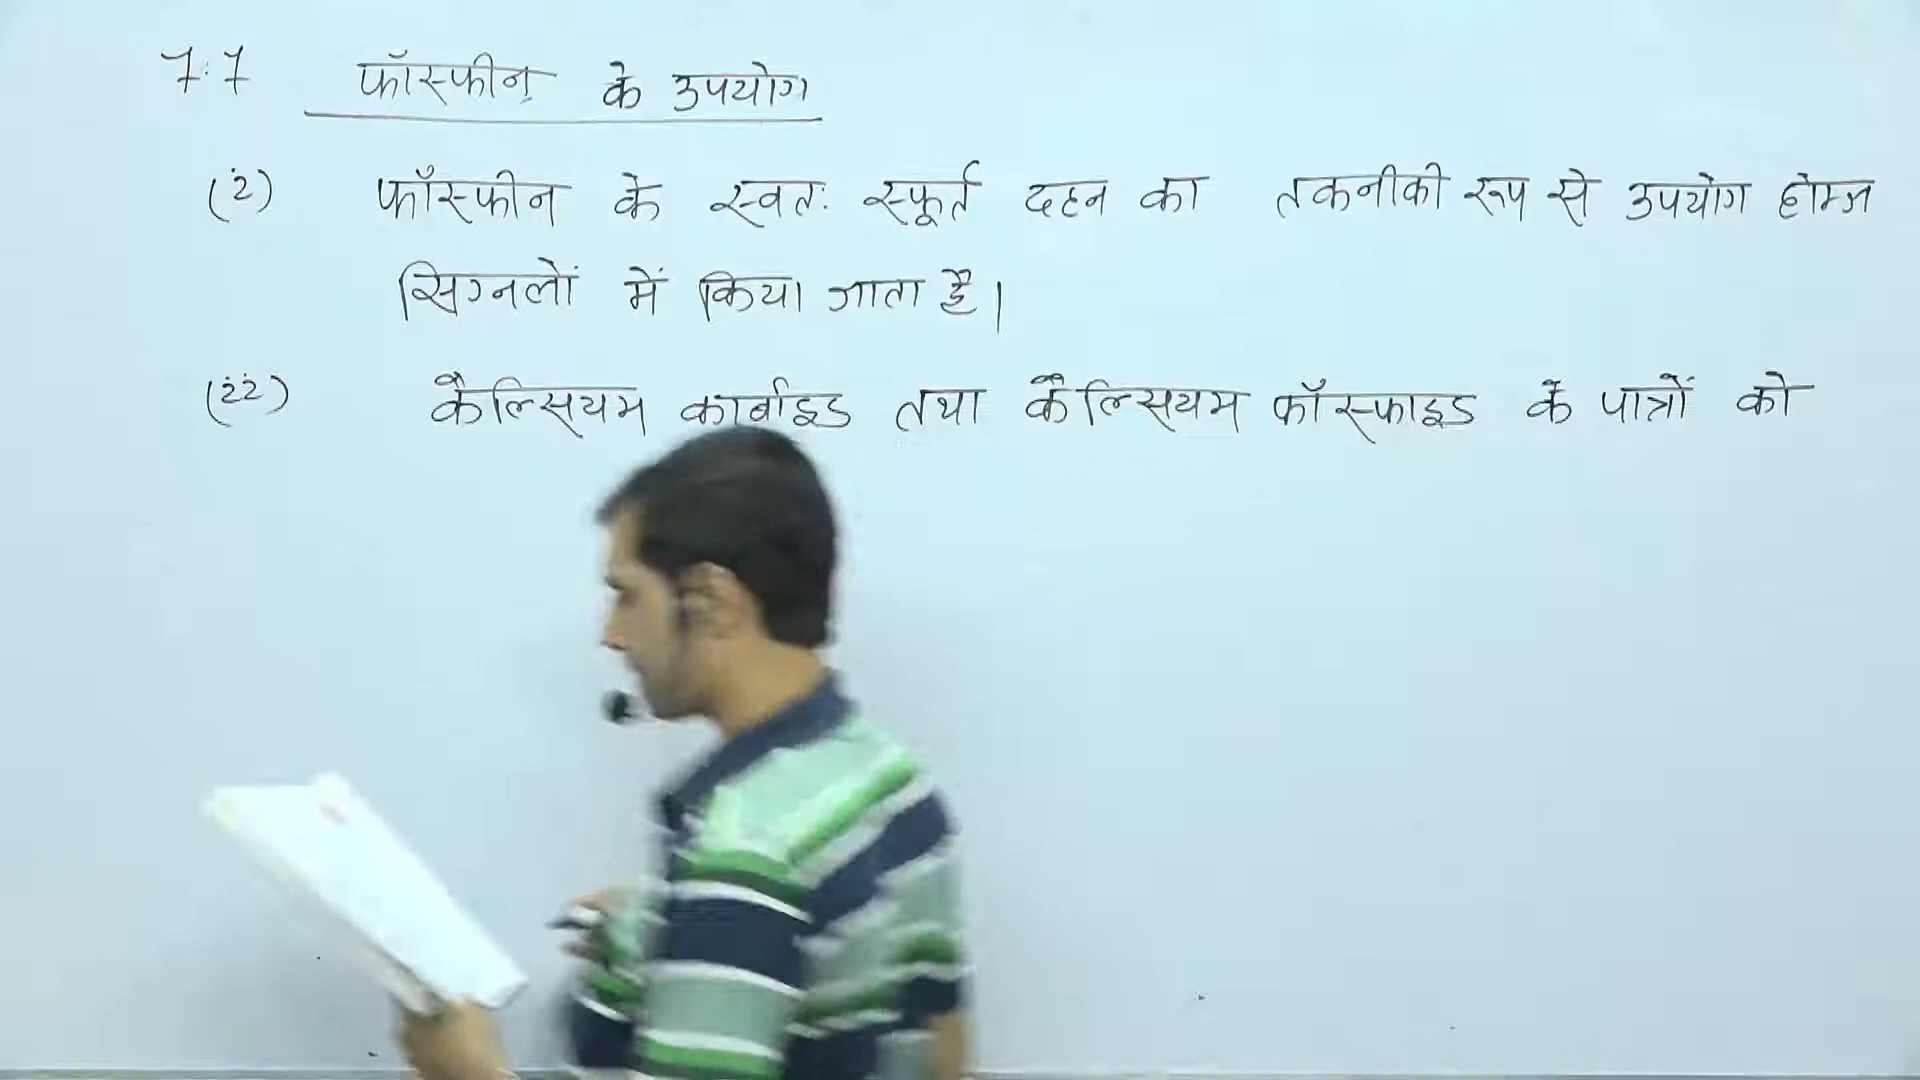 7.7 फॉस्फीन के उपयोग
(i) फॉस्फीन के स्वतः स्फूर्त दहन का तकनीकी रूप से उपयोग होम्ज
सिग्नलों में किया जाता है।
(ii) कैल्सियम कार्बाइड तथा कैल्सियम फॉस्फाइड के पात्रों को